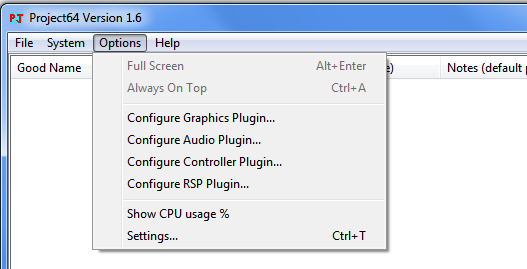 Project64 Version 1.6
File System Options Help
Good Name Notes (default
Full Screen Alt+Enter
Always On Top Ctrl+A
Configure Graphics Plugin...
Configure Audio Plugin...
Configure Controller Plugin...
Configure RSP Plugin...
Show CPU usage %
Settings... Ctrl+T